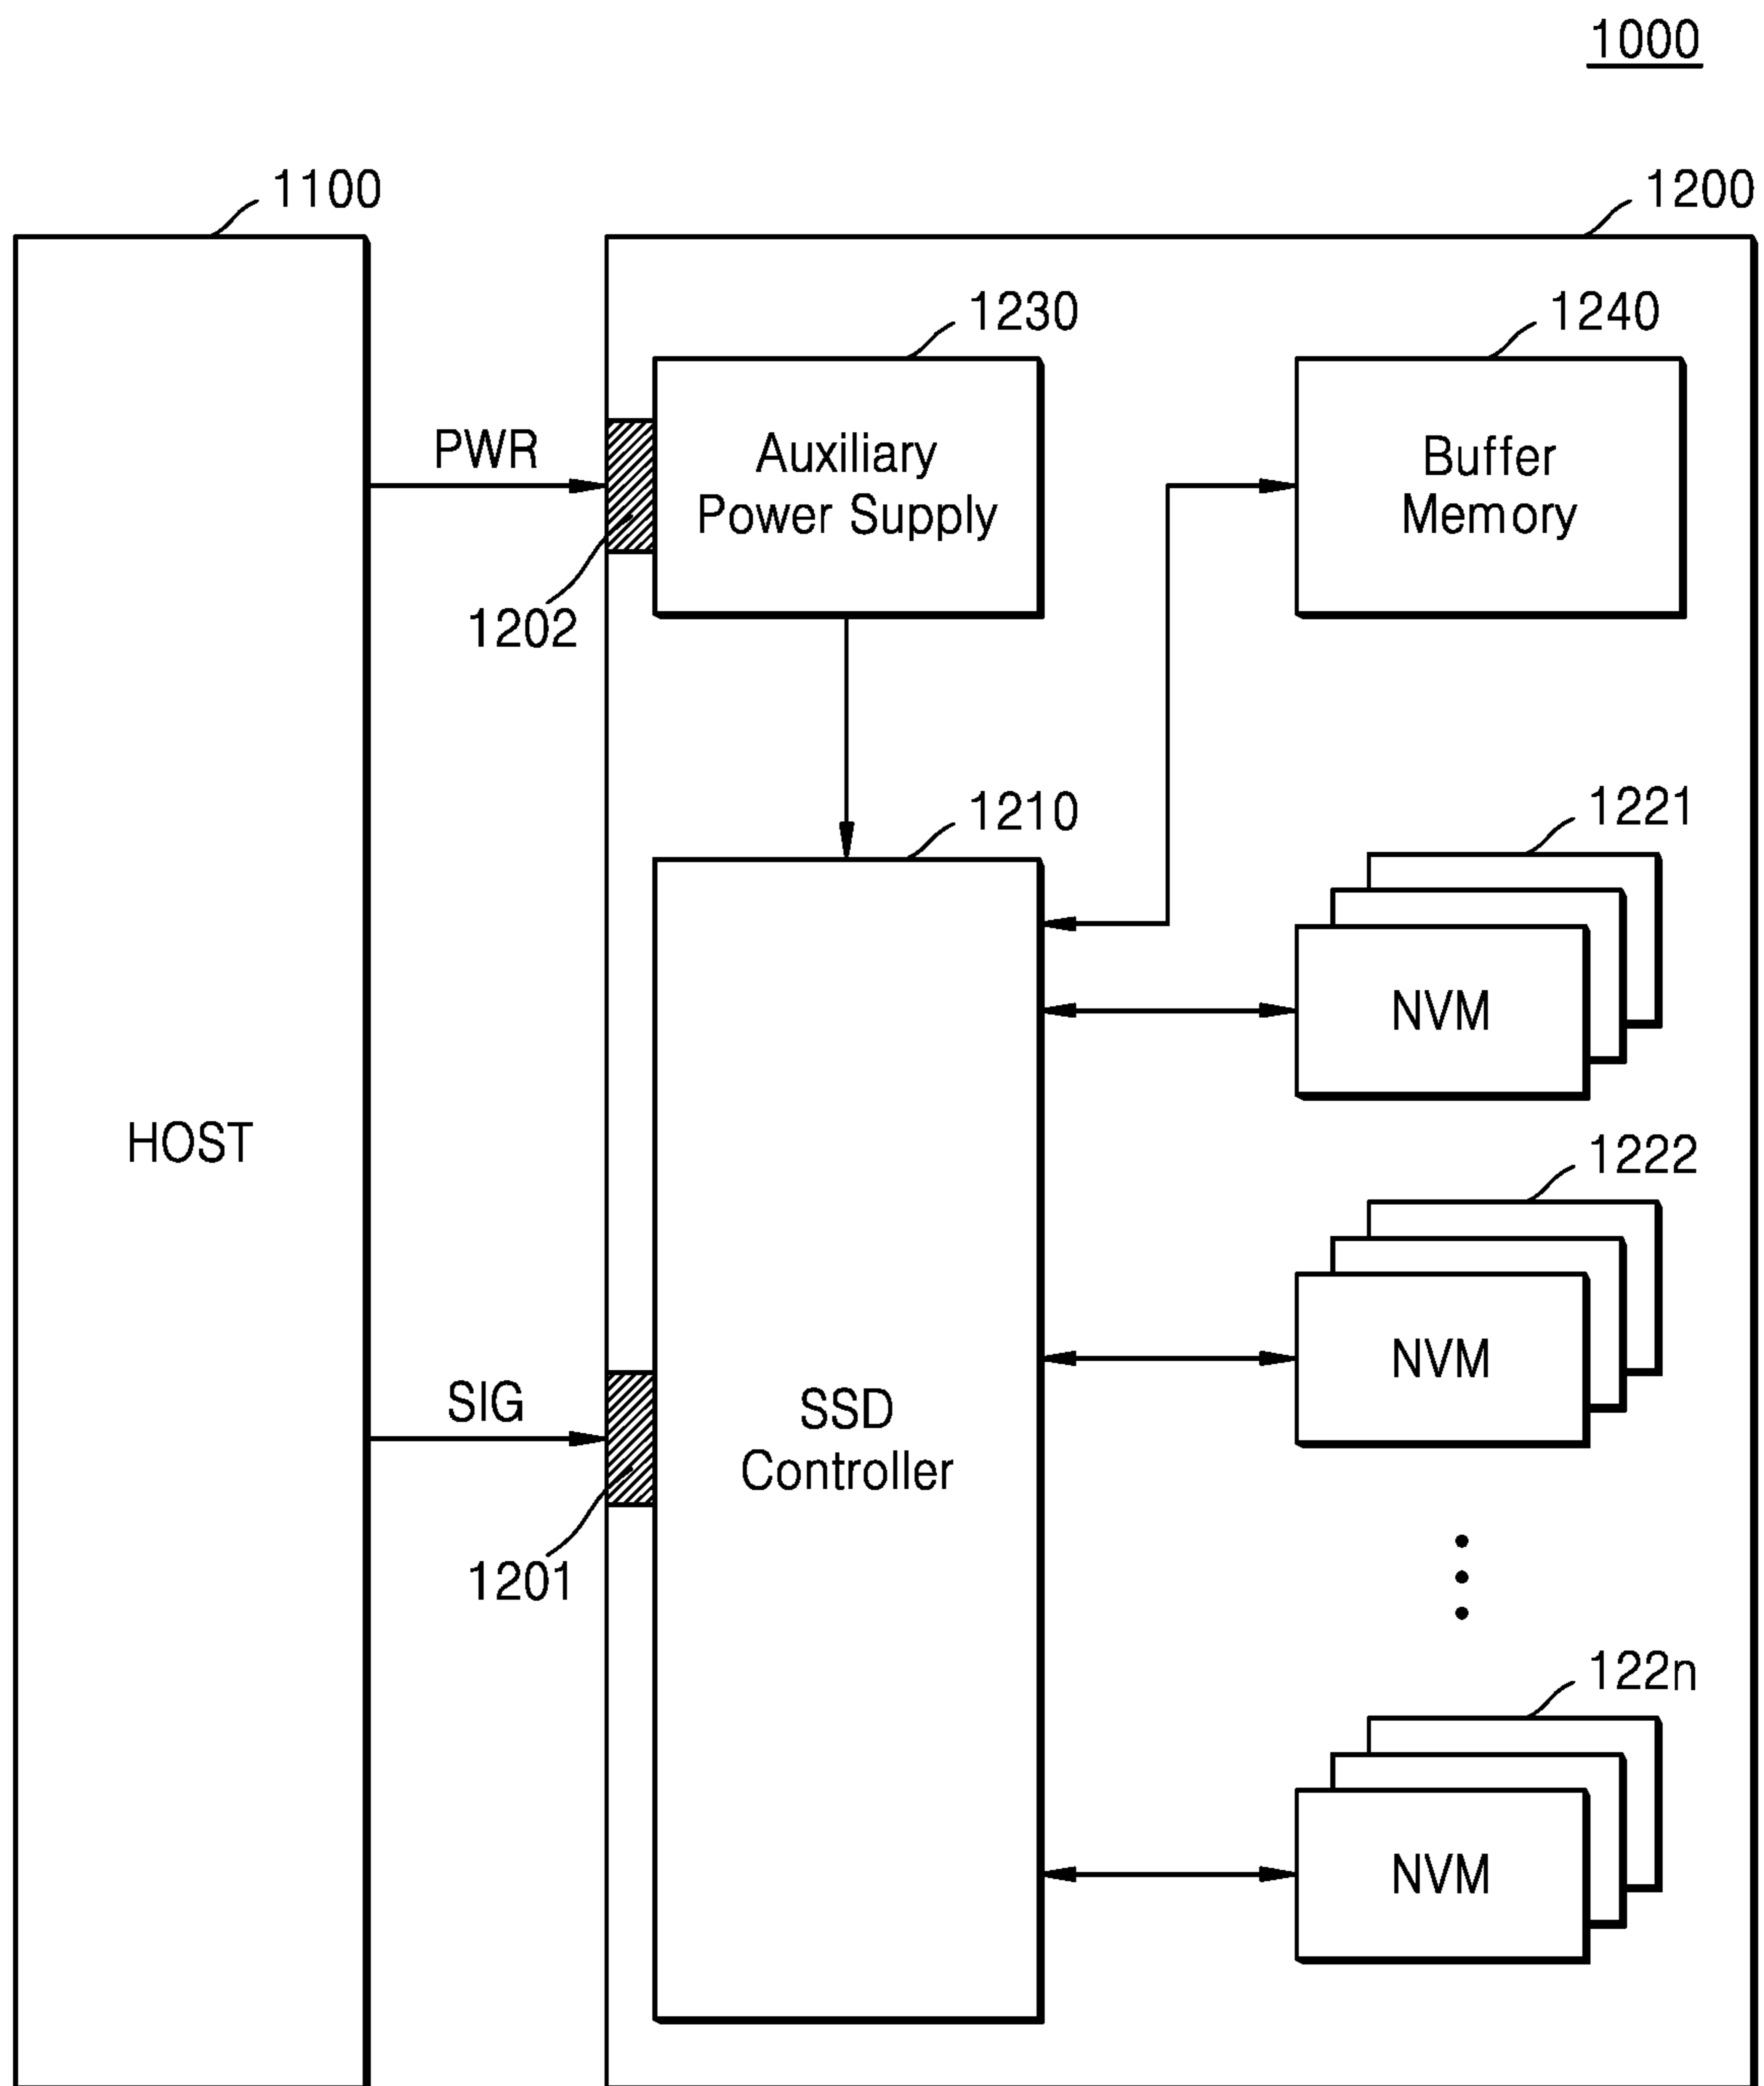 1000
1100
1200
1230
1240
PWR
Auxiliary
Power Supply
Buffer
Memory
1202
1210
1221
NVM
HOST
1222
NVM
SIG
SSD
Controller
1201
122n
NVM